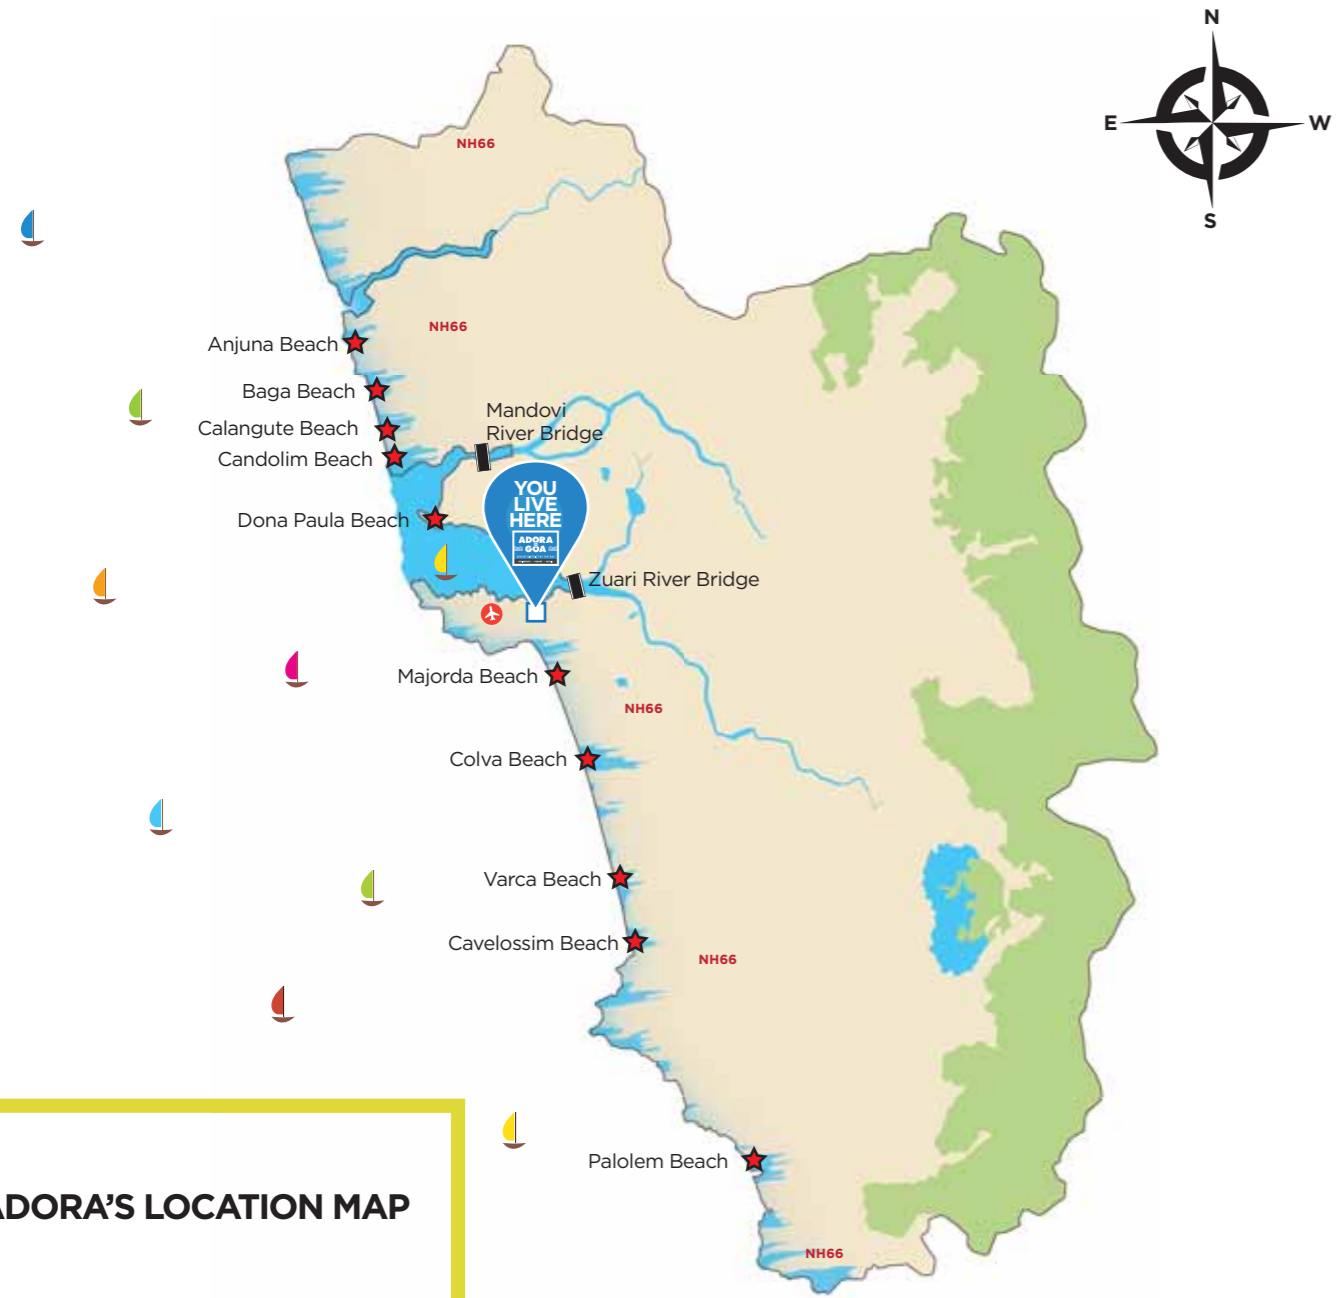 N
E
W
S
NH66
NH66
Anjuna Beach
Baga Beach
Calangute Beach
Candolim Beach
Mandovi
River Bridge
YOU
LIVE
HERE
ADORA
GOA
Dona Paula Beach
Zuari River Bridge
Majorda Beach
NH66
Colva Beach
Varca Beach
Cavelossim Beach
NH66
Palolem Beach
ADORA'S LOCATION MAP
NH66